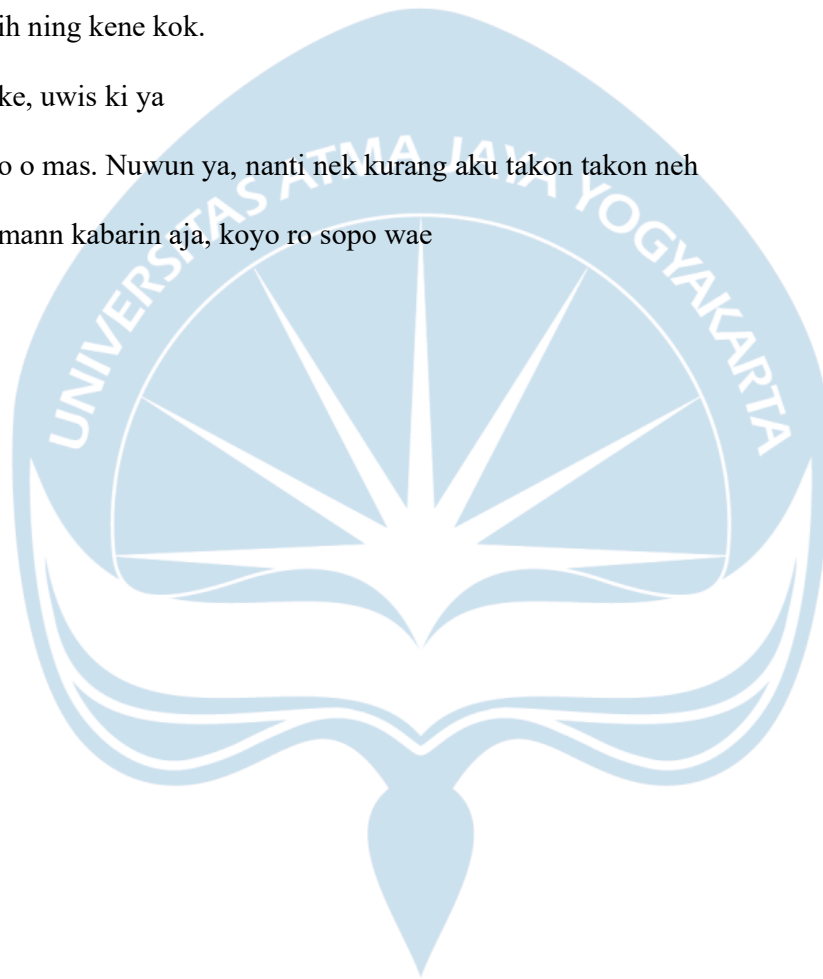 ih ning kene kok.
ke, uwis ki ya
o o mas. Nuwun ya, nanti nek kurang aku takon takon neh
mann kabarin aja, koyo ro sopo wae
UNIVERSITAS ATMA JAYA YOGYAKARTA